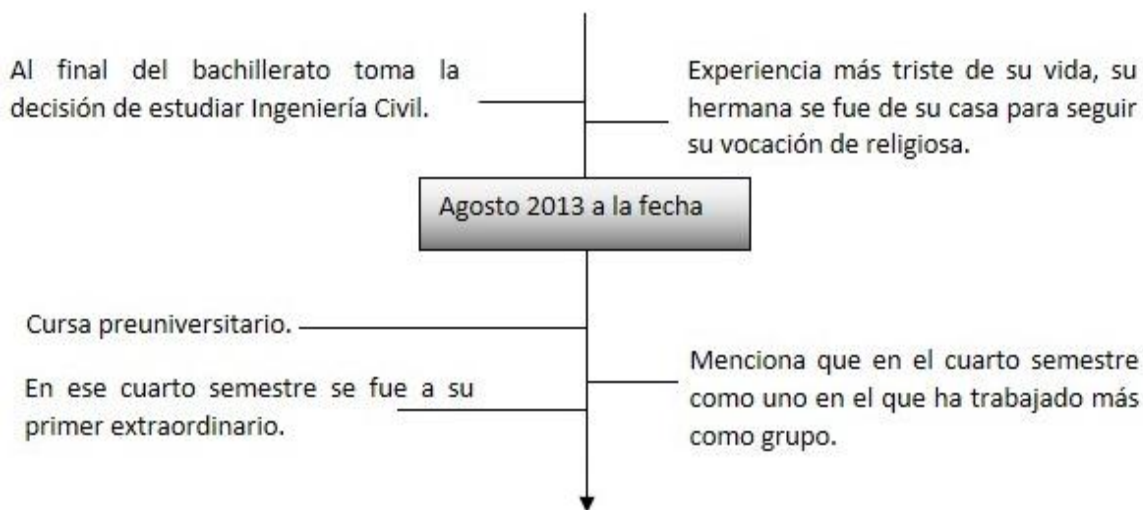 Al final del bachillerato toma la
decisión de estudiar Ingeniería Civil.
Experiencia más triste de su vida, su
hermana se fue de su casa para seguir
su vocación de religiosa.
Agosto 2013 a la fecha
Cursa preuniversitario.
En ese cuarto semestre se fue a su
primer extraordinario.
Menciona que en el cuarto semestre
como uno en el que ha trabajado más
como grupo.